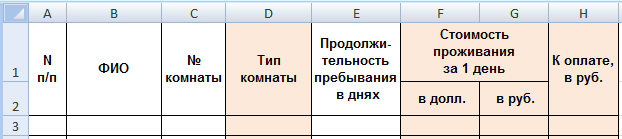 A B C D E F G H
1
N
п/п
ФИО
№
комнаты
Тип
комнаты
Продолжи-
тельность
пребывания
в днях
Стоимость
проживания
за 1 день
К оплате,
в руб.
2
в долл.
в руб.
3